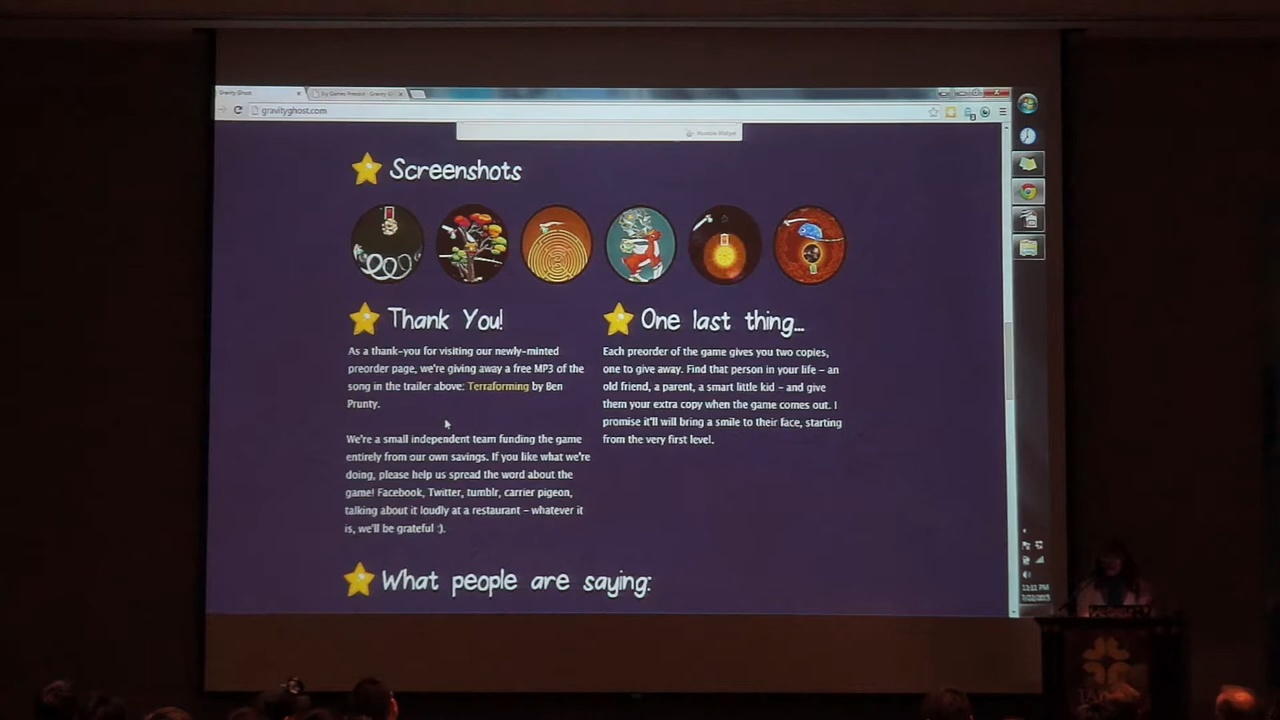 Gravity Ghost
gravityghost.com
Humble Widget
Screenshots
Thank You!
As a thank-you for visiting our newly-minted
preorder page, we're giving away a free MP3 of the
song in the trailer above: Terraforming by Ben
Prunty.
We're a small independent team funding the game
entirely from our own savings. If you like what we're
doing, please help us spread the word about the
game! Facebook, Twitter, tumblr, carrier pigeon,
talking about it loudly at a restaurant – whatever it
is, we'll be grateful :).
One last thing...
Each preorder of the game gives you two copies,
one to give away. Find that person in your life – an
old friend, a parent, a smart little kid – and give
them your extra copy when the game comes out. I
promise it'll will bring a smile to their face, starting
from the very first level.
What people are saying: